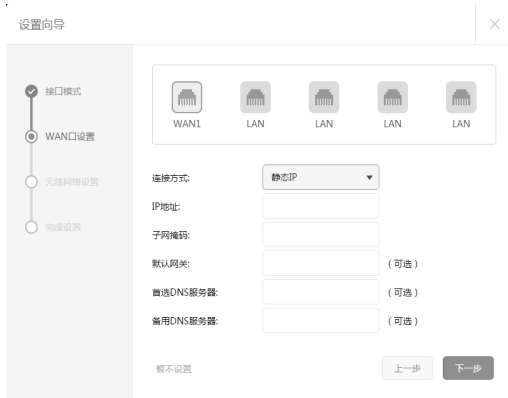 设置向导
接口模式
WAN口设置
无线网络设置
完成设置
WAN1 LAN LAN LAN LAN
连接方式: 静态IP
IP地址:
子网掩码:
默认网关: (可选)
首选DNS服务器: (可选)
备用DNS服务器: (可选)
暂不设置 上一步 下一步